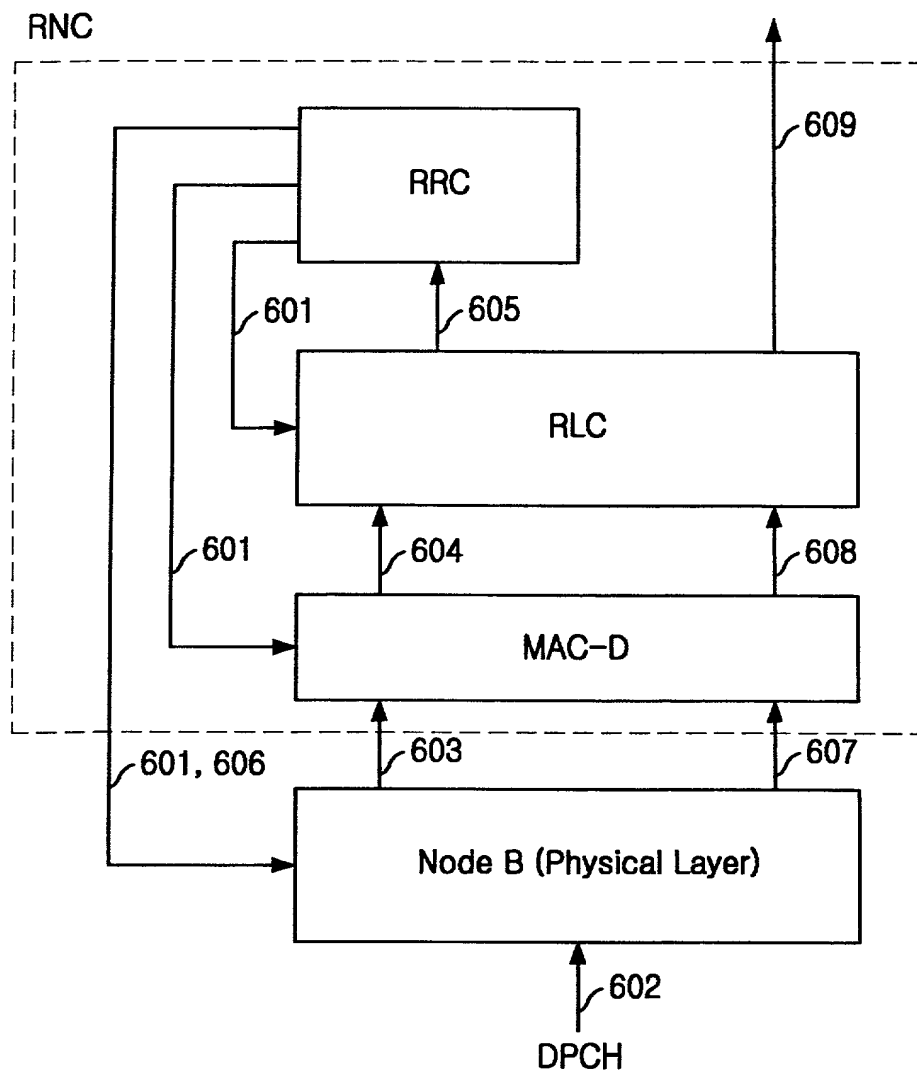 RNC
609
RRC
601
605
RLC
601
604
608
MAC-D
601, 606
603
607
Node B (Physical Layer)
602
DPCH